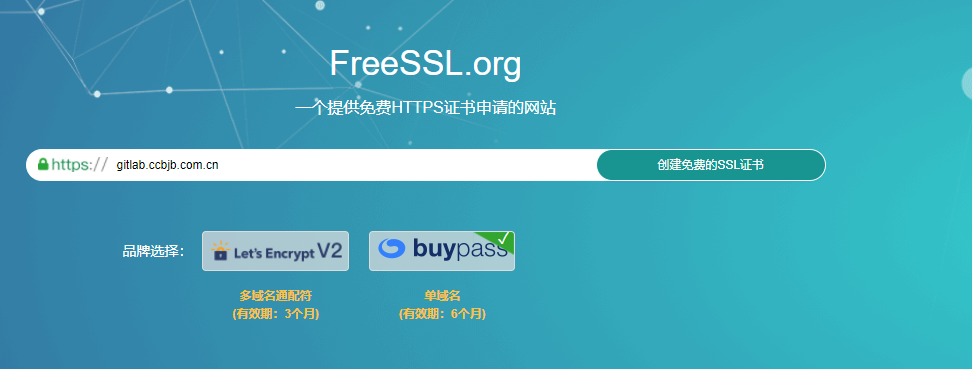 FreeSSL.org
一个提供免费HTTPS证书申请的网站
https:// gitlab.ccbjb.com.cn 创建免费的SSL证书
品牌选择: Let's Encrypt V2 buypass
多域名通配符 单域名
(有效期：3个月) (有效期：6个月)